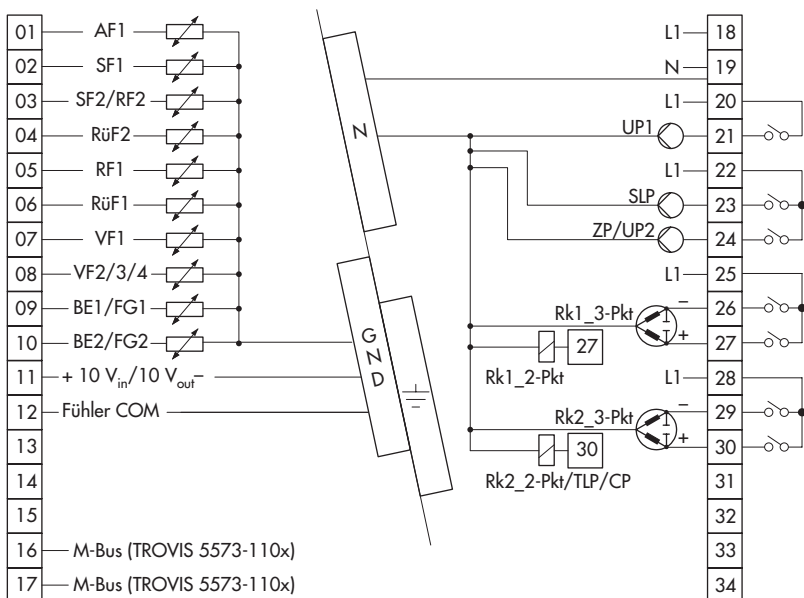 01 AF1 L1 18
02 SF1 N 19
03 SF2/RF2 N L1 20
04 RüF2 UP1 21
05 RF1 L1 22
06 RüF1 SLP 23
07 VF1 ZP/UP2 24
08 VF2/3/4 L1 25
09 BE1/FG1 Rk1_3-Pkt – 26
10 BE2/FG2 GND 27 + 27
Rk1_2-Pkt
11 + 10 Vin/10 Vout– L1 28
12 Fühler COM Rk2_3-Pkt – 29
13 30 + 30
14 Rk2_2-Pkt/TLP/CP 31
15 32
16 M-Bus (TROVIS 5573-110x) 33
17 M-Bus (TROVIS 5573-110x) 34